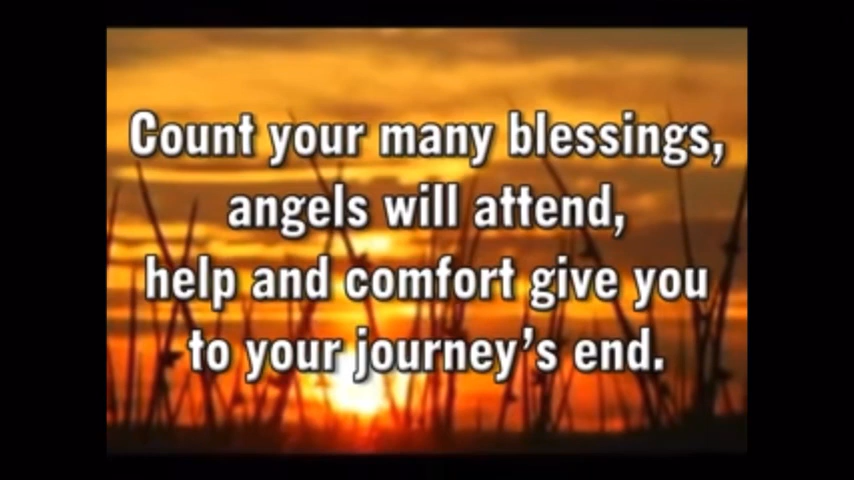 Count your many blessings,
angels will attend,
help and comfort give you
to your journey’s end.